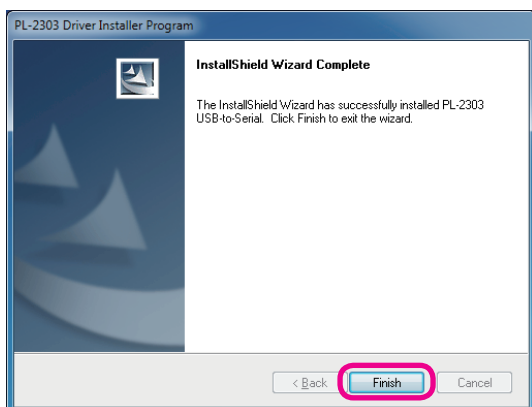 PL-2303 Driver Installer Program
InstallShield Wizard Complete
The InstallShield Wizard has successfully installed PL-2303
USB-to-Serial. Click Finish to exit the wizard.
< Back Finish Cancel